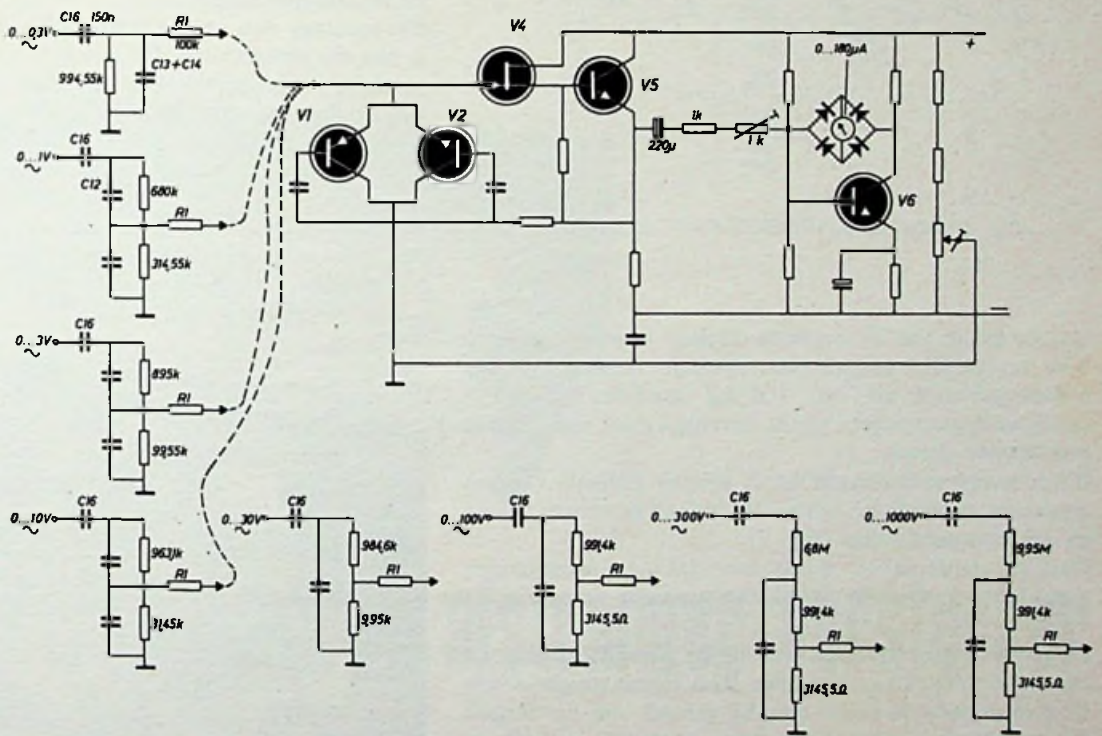 0...0,3V
~
C16 150n
R1
100k
994,55k
C13+C14
V4
V5
V1
V2
220µ
1k
1k
0...180µA
V6
+
−
0...1V
~
C16
C12
680k
R1
314,55k
0...3V
~
C16
895k
R1
99,55k
0...10V
~
C16
963,1k
R1
31,45k
0...30V
~
C16
984,6k
R1
9,95k
0...100V
~
C16
991,4k
R1
3145,5Ω
0...300V
~
C16
6,8M
991,4k
R1
3145,5Ω
0...1000V
~
C16
9,95M
991,4k
R1
3145,5Ω